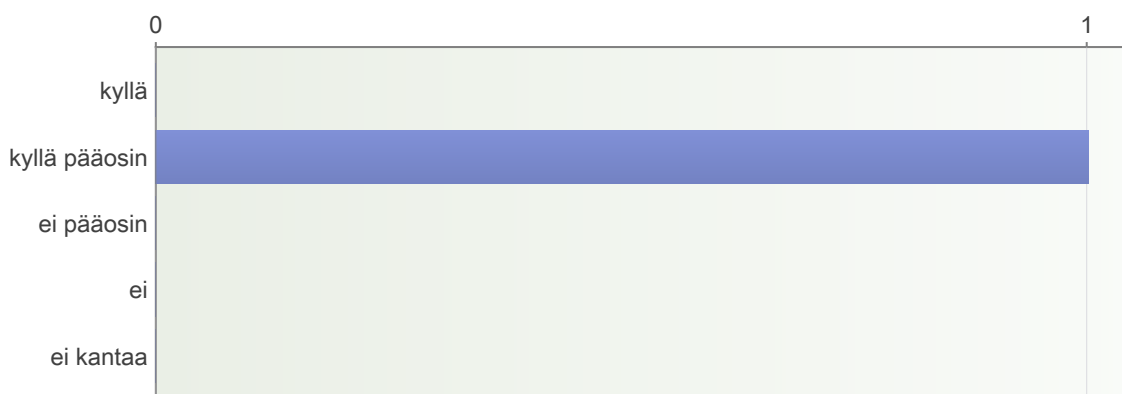 0 1
kyllä
kyllä pääosin
ei pääosin
ei
ei kantaa